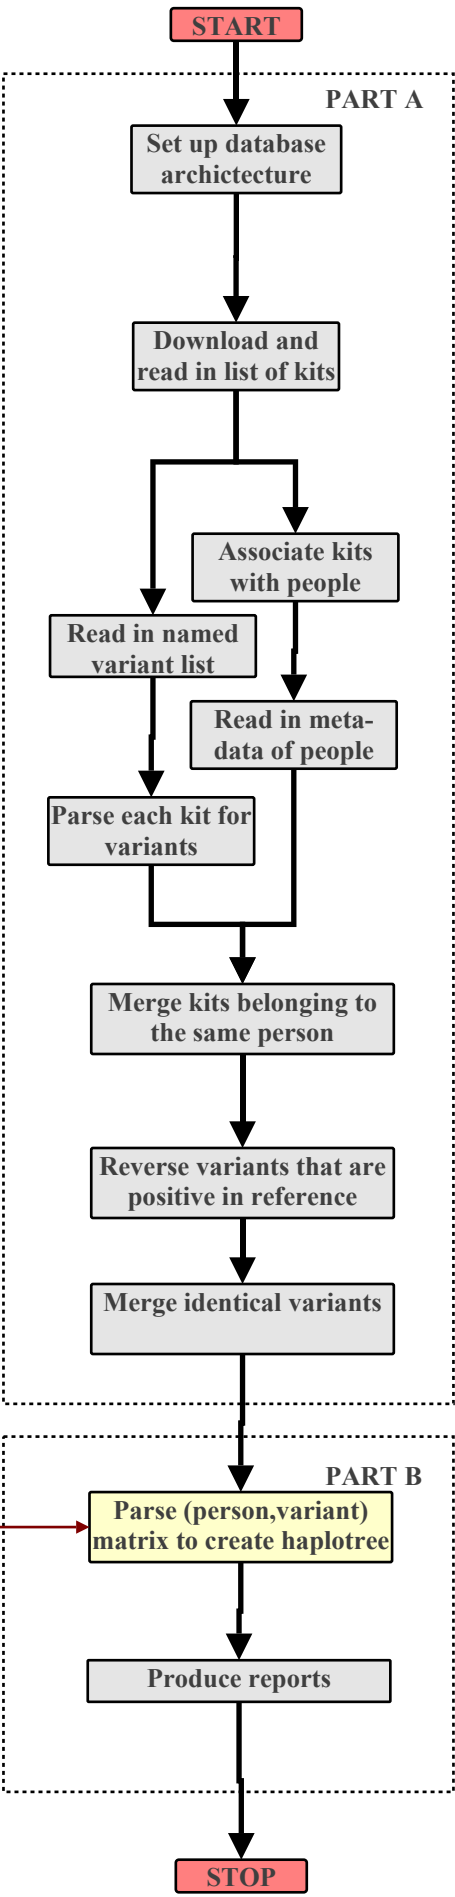 START
PART A
Set up database
archictecture
Download and
read in list of kits
Associate kits
with people
Read in named
variant list
Read in meta-
data of people
Parse each kit for
variants
Merge kits belonging to
the same person
Reverse variants that are
positive in reference
Merge identical variants
PART B
Parse (person,variant)
matrix to create haplotree
Produce reports
STOP